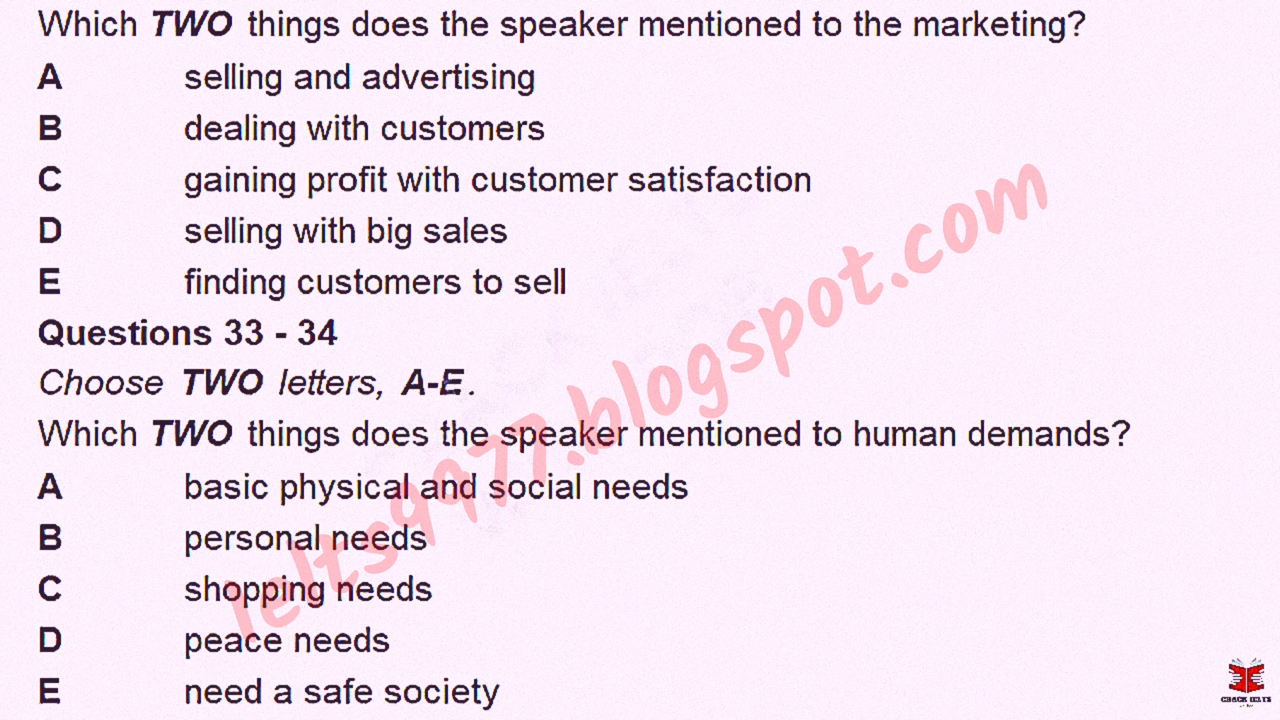 Which TWO things does the speaker mentioned to the marketing?
A selling and advertising
B dealing with customers
C gaining profit with customer satisfaction
D selling with big sales
E finding customers to sell
Questions 33 - 34
Choose TWO letters, A-E.
Which TWO things does the speaker mentioned to human demands?
A basic physical and social needs
B personal needs
C shopping needs
D peace needs
E need a safe society
ielts9977.blogspot.com
CRACK IELTS